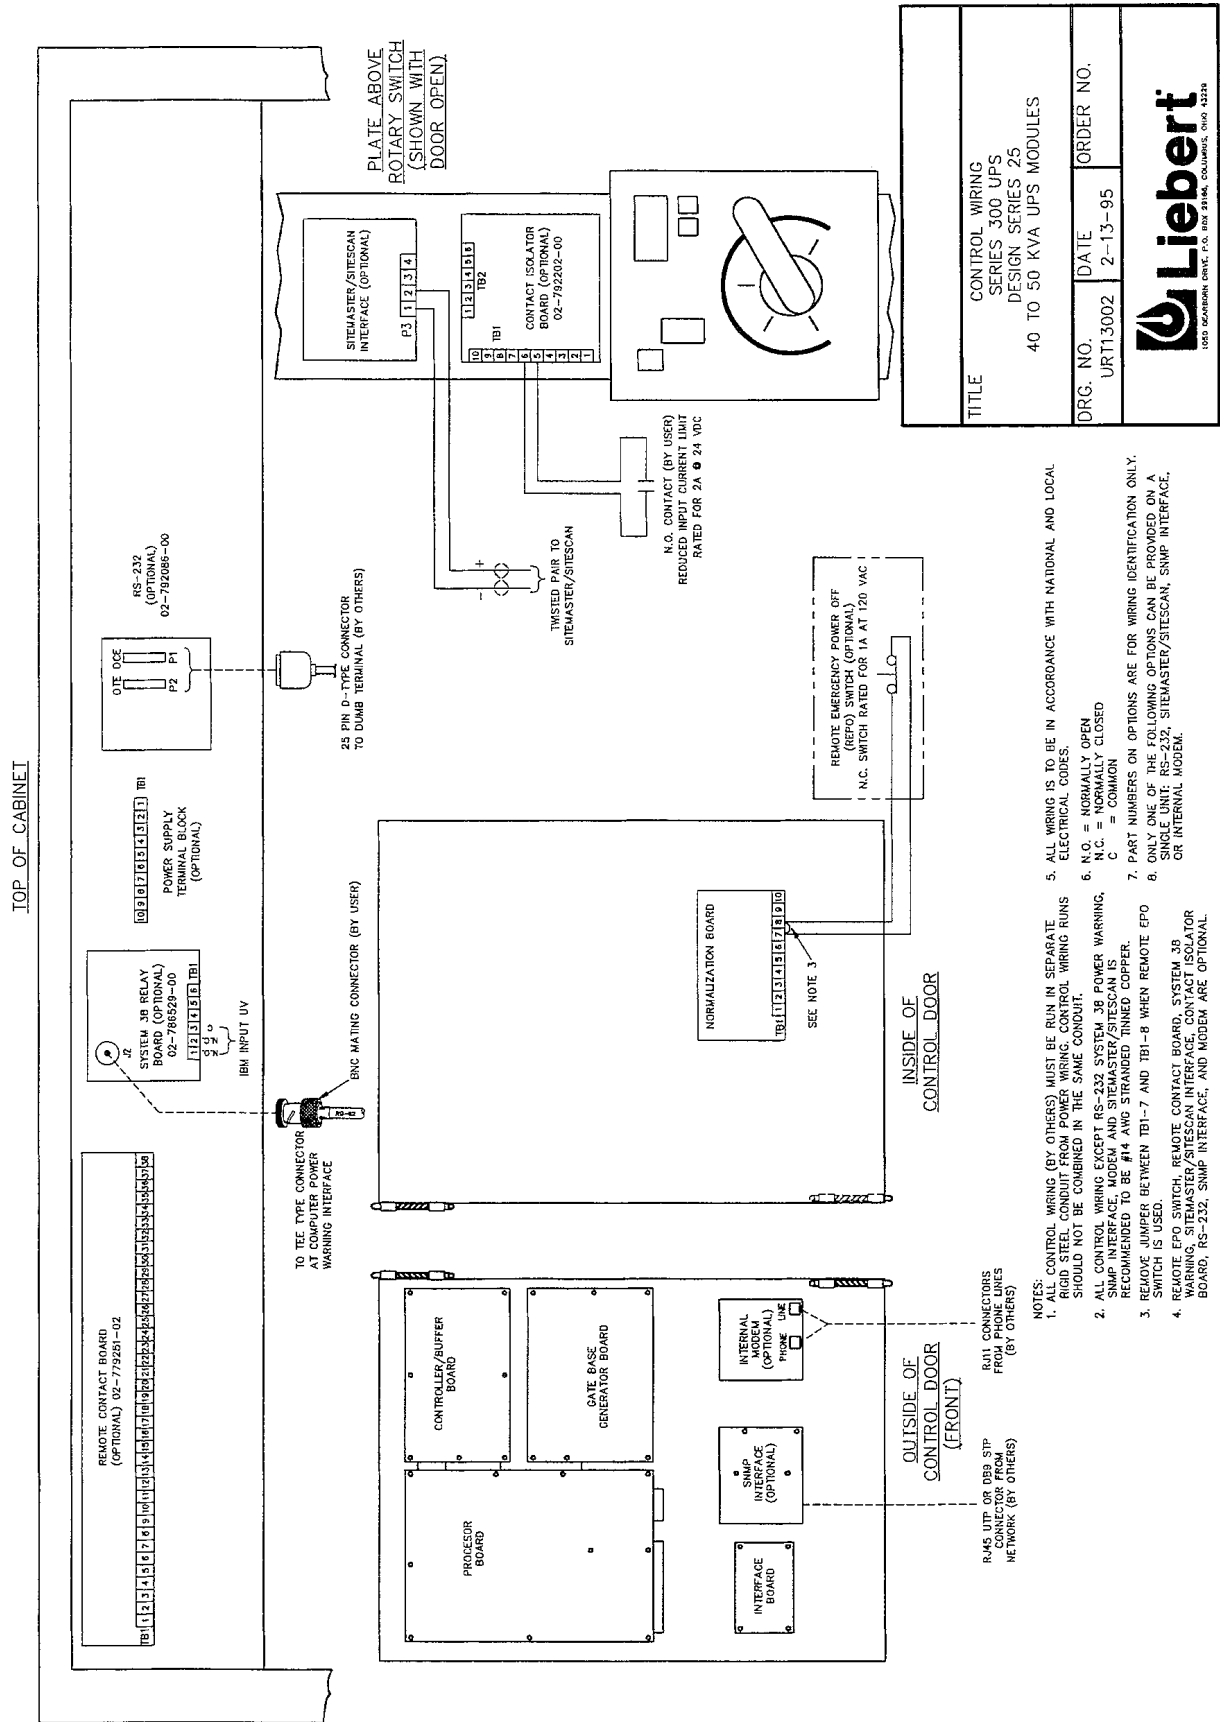 TOP OF CABINET
REMOTE CONTACT BOARD
(OPTIONAL) 02-779251-02
TB1 1 2 3 4 5 6 7 8 9 10 11 12 13 14 15 16 17 18 19 20 21 22 23 24 25 26 27 28 29 30 31 32 33 34 35 36 37 38
J2
SYSTEM 38 RELAY
BOARD (OPTIONAL)
02-786529-00
1 2 3 4 5 6 TB1
IBM INPUT UV
10 9 8 7 6 5 4 3 2 1 TB1
POWER SUPPLY
TERMINAL BLOCK
(OPTIONAL)
DTE DCE
P2 P1
RS-232
(OPTIONAL)
02-792086-00
TO TEE TYPE CONNECTOR
AT COMPUTER POWER
WARNING INTERFACE
RG-62
BNC MATING CONNECTOR (BY USER)
25 PIN D-TYPE CONNECTOR
TO DUMB TERMINAL (BY OTHERS)
PLATE ABOVE
ROTARY SWITCH
(SHOWN WITH
DOOR OPEN)
SITEMASTER/SITESCAN
INTERFACE (OPTIONAL)
P3 1 2 3 4
1 2 3 4 5 6
TB2
TB1
10
9
8
7
6
5
4
3
2
1
CONTACT ISOLATOR
BOARD (OPTIONAL)
02-792202-00
- +
TWISTED PAIR TO
SITEMASTER/SITESCAN
N.O. CONTACT (BY USER)
REDUCED INPUT CURRENT LIMIT
RATED FOR 2A @ 24 VDC
PROCESOR
BOARD
CONTROLLER/BUFFER
BOARD
GATE BASE
GENERATOR BOARD
INTERFACE
BOARD
SNMP
INTERFACE
(OPTIONAL)
INTERNAL
MODEM
(OPTIONAL)
PHONE LINE
OUTSIDE OF
CONTROL DOOR
(FRONT)
RJ45 UTP OR DB9 STP
CONNECTOR FROM
NETWORK (BY OTHERS)
RJ11 CONNECTORS
FROM PHONE LINES
(BY OTHERS)
NORMALIZATION BOARD
TB1 1 2 3 4 5 6 7 8 9 10
SEE NOTE 3
INSIDE OF
CONTROL DOOR
REMOTE EMERGENCY POWER OFF
(REPO) SWITCH (OPTIONAL)
N.C. SWITCH RATED FOR 1A AT 120 VAC
NOTES:
1. ALL CONTROL WIRING (BY OTHERS) MUST BE RUN IN SEPARATE
RIGID STEEL CONDUIT FROM POWER WIRING. CONTROL WIRING RUNS
SHOULD NOT BE COMBINED IN THE SAME CONDUIT.
2. ALL CONTROL WIRING EXCEPT RS-232 SYSTEM 38 POWER WARNING,
SNMP INTERFACE, MODEM AND SITEMASTER/SITESCAN IS
RECOMMENDED TO BE #14 AWG STRANDED TINNED COPPER.
3. REMOVE JUMPER BETWEEN TB1-7 AND TB1-8 WHEN REMOTE EPO
SWITCH IS USED.
4. REMOTE EPO SWITCH, REMOTE CONTACT BOARD, SYSTEM 38
WARNING, SITEMASTER/SITESCAN INTERFACE, CONTACT ISOLATOR
BOARD, RS-232, SNMP INTERFACE, AND MODEM ARE OPTIONAL.
5. ALL WIRING IS TO BE IN ACCORDANCE WITH NATIONAL AND LOCAL
ELECTRICAL CODES.
6. N.O. = NORMALLY OPEN
N.C. = NORMALLY CLOSED
C = COMMON
7. PART NUMBERS ON OPTIONS ARE FOR WIRING IDENTIFICATION ONLY.
8. ONLY ONE OF THE FOLLOWING OPTIONS CAN BE PROVIDED ON A
SINGLE UNIT: RS-232, SITEMASTER/SITESCAN, SNMP INTERFACE,
OR INTERNAL MODEM.
TITLE
CONTROL WIRING
SERIES 300 UPS
DESIGN SERIES 25
40 TO 50 KVA UPS MODULES
DRG. NO.
URT13002
DATE
2-13-95
ORDER NO.
Liebert
1050 DEARBORN DRIVE, P.O. BOX 29186, COLUMBUS, OHIO 43229